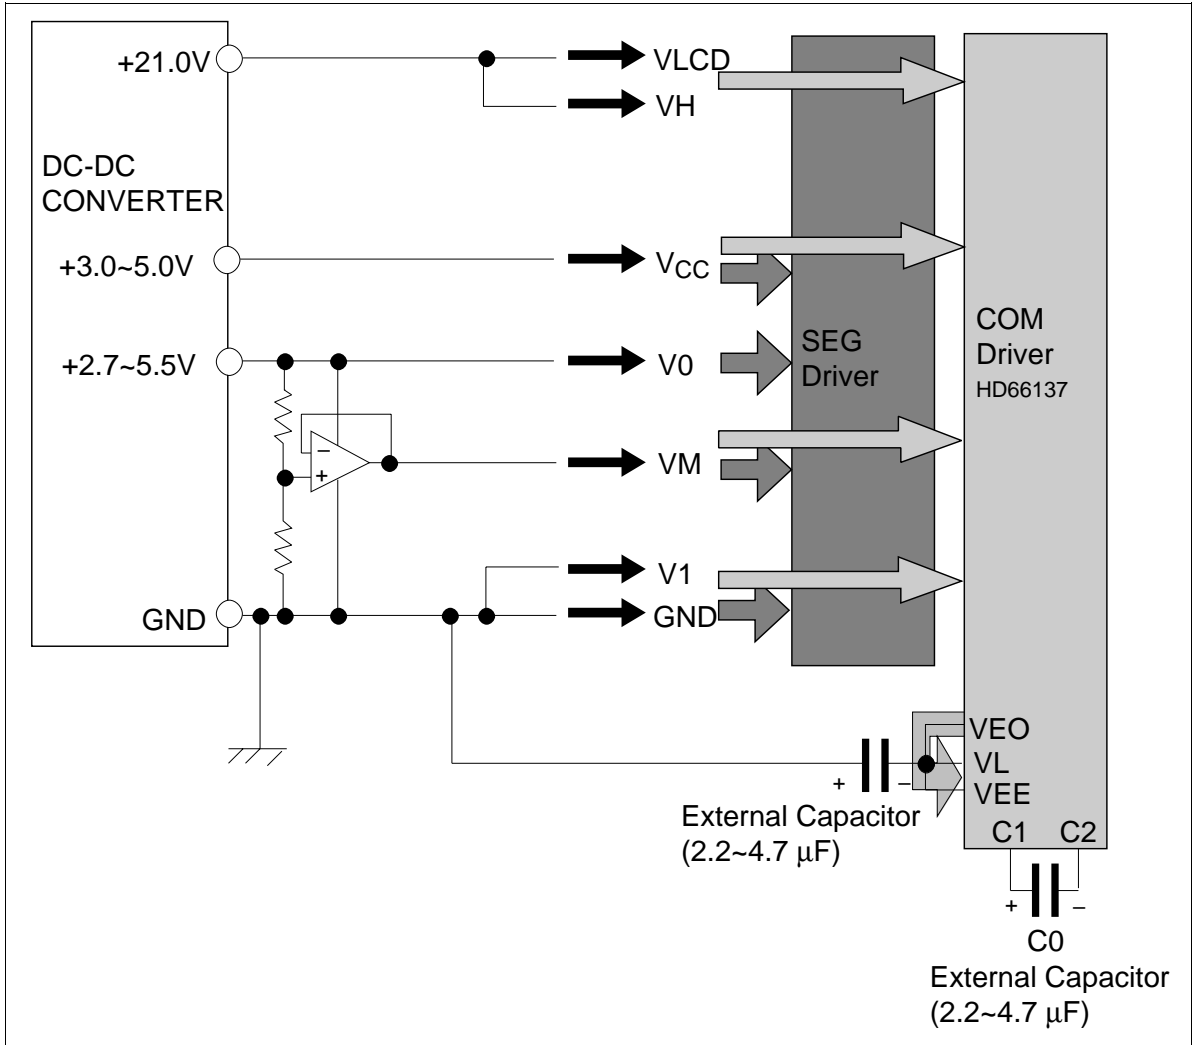 +21.0V
VLCD
VH
DC-DC
CONVERTER
+3.0~5.0V
VCC
+2.7~5.5V
V0
SEG
Driver
COM
Driver
HD66137
–
+
VM
V1
GND
GND
VEO
VL
VEE
+
–
External Capacitor
(2.2~4.7 μF)
C1
C2
+
–
C0
External Capacitor
(2.2~4.7 μF)